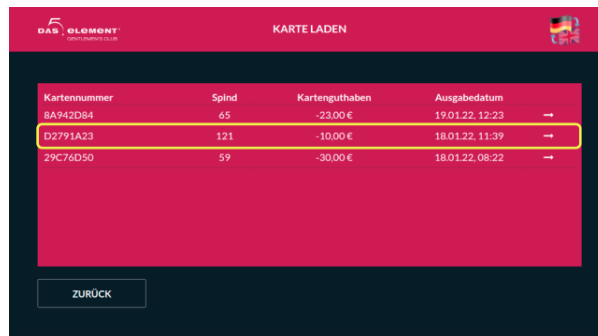 DAS 5 ELEMENT
GENTLEMEN'S CLUB
KARTE LADEN
Kartennummer Spind Kartenguthaben Ausgabedatum
8A942D84 65 -23,00 € 19.01.22, 12:23 →
D2791A23 121 -10,00 € 18.01.22, 11:39 →
29C76D50 59 -30,00 € 18.01.22, 08:22 →
ZURÜCK